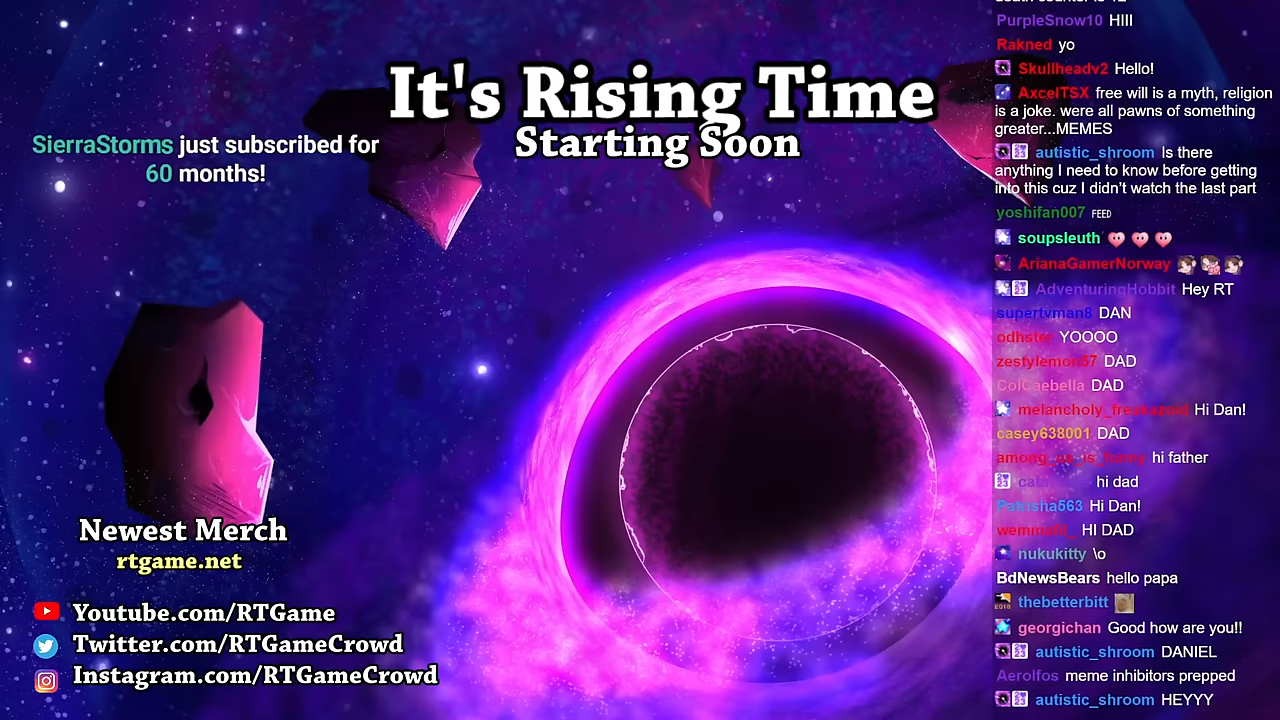 It's Rising Time
Starting Soon
SierraStorms just subscribed for
60 months!
Newest Merch
rtgame.net
Youtube.com/RTGame
Twitter.com/RTGameCrowd
Instagram.com/RTGameCrowd
PurpleSnow10 HIII
Rakned yo
Skullheadv2 Hello!
AxcelTSX free will is a myth, religion
is a joke. were all pawns of something
greater...MEMES
autistic_shroom Is there
anything I need to know before getting
into this cuz I didn't watch the last part
yoshifan007 FEED
soupsleuth
ArianaGamerNorway
AdventuringHobbit Hey RT
supertvman8 DAN
odhster YOOOO
zestylemon57 DAD
ColCaebella DAD
melancholy_freakazoid Hi Dan!
casey638001 DAD
among_us_is_funny hi father
hi dad
Patrisha563 Hi Dan!
HI DAD
nukukitty \o
BdNewsBears hello papa
thebetterbitt
georgichan Good how are you!!
autistic_shroom DANIEL
Aerolfos meme inhibitors prepped
autistic_shroom HEYYY